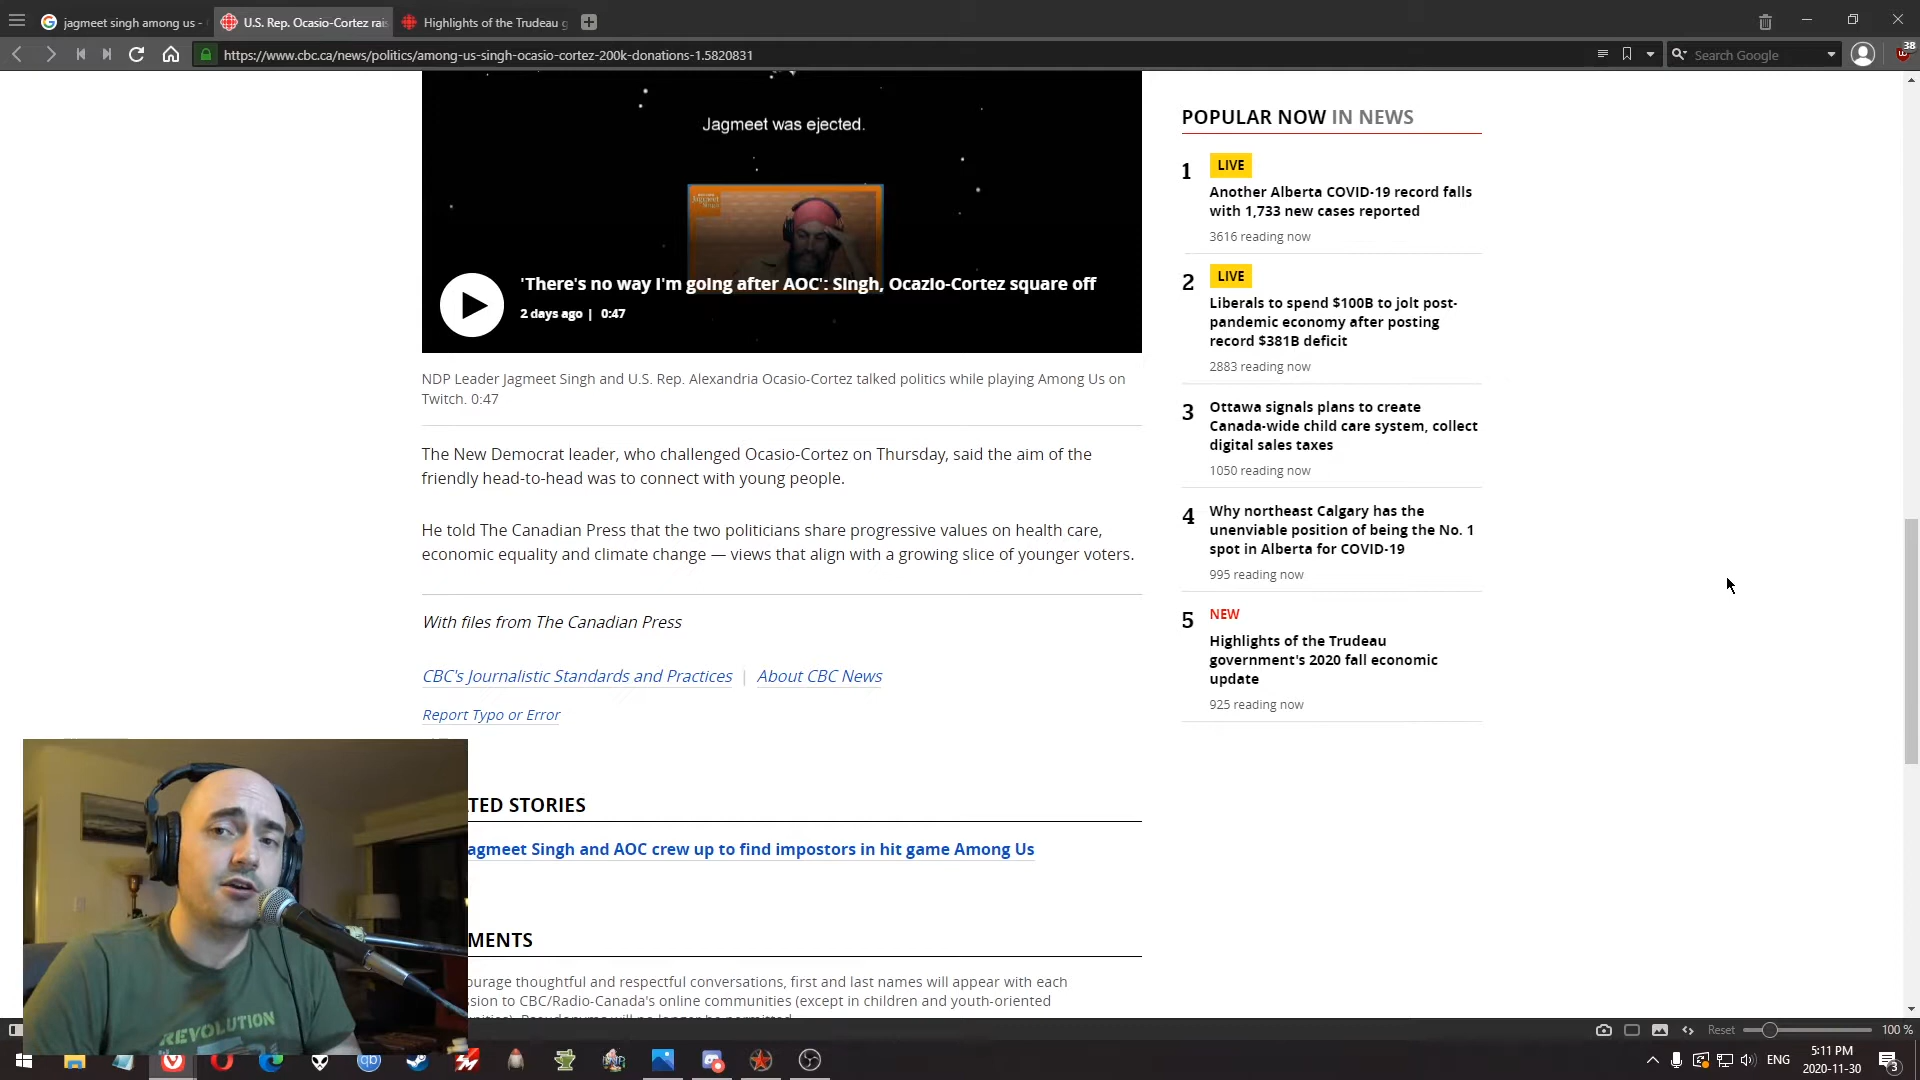 jagmeet singh among us -
U.S. Rep. Ocasio-Cortez rais
Highlights of the Trudeau g
https://www.cbc.ca/news/politics/among-us-singh-ocasio-cortez-200k-donations-1.5820831
Search Google
38
Jagmeet was ejected.
'There's no way I'm going after AOC': Singh, Ocazio-Cortez square off
2 days ago | 0:47
NDP Leader Jagmeet Singh and U.S. Rep. Alexandria Ocasio-Cortez talked politics while playing Among Us on
Twitch. 0:47
The New Democrat leader, who challenged Ocasio-Cortez on Thursday, said the aim of the
friendly head-to-head was to connect with young people.
He told The Canadian Press that the two politicians share progressive values on health care,
economic equality and climate change — views that align with a growing slice of younger voters.
With files from The Canadian Press
CBC's Journalistic Standards and Practices | About CBC News
Report Typo or Error
TED STORIES
agmeet Singh and AOC crew up to find impostors in hit game Among Us
MENTS
ourage thoughtful and respectful conversations, first and last names will appear with each
sion to CBC/Radio-Canada's online communities (except in children and youth-oriented
POPULAR NOW IN NEWS
1
LIVE
Another Alberta COVID-19 record falls
with 1,733 new cases reported
3616 reading now
2
LIVE
Liberals to spend $100B to jolt post-
pandemic economy after posting
record $381B deficit
2883 reading now
3
Ottawa signals plans to create
Canada-wide child care system, collect
digital sales taxes
1050 reading now
4
Why northeast Calgary has the
unenviable position of being the No. 1
spot in Alberta for COVID-19
995 reading now
5
NEW
Highlights of the Trudeau
government's 2020 fall economic
update
925 reading now
REVOLUTION
Reset
100 %
ENG
5:11 PM
2020-11-30
3